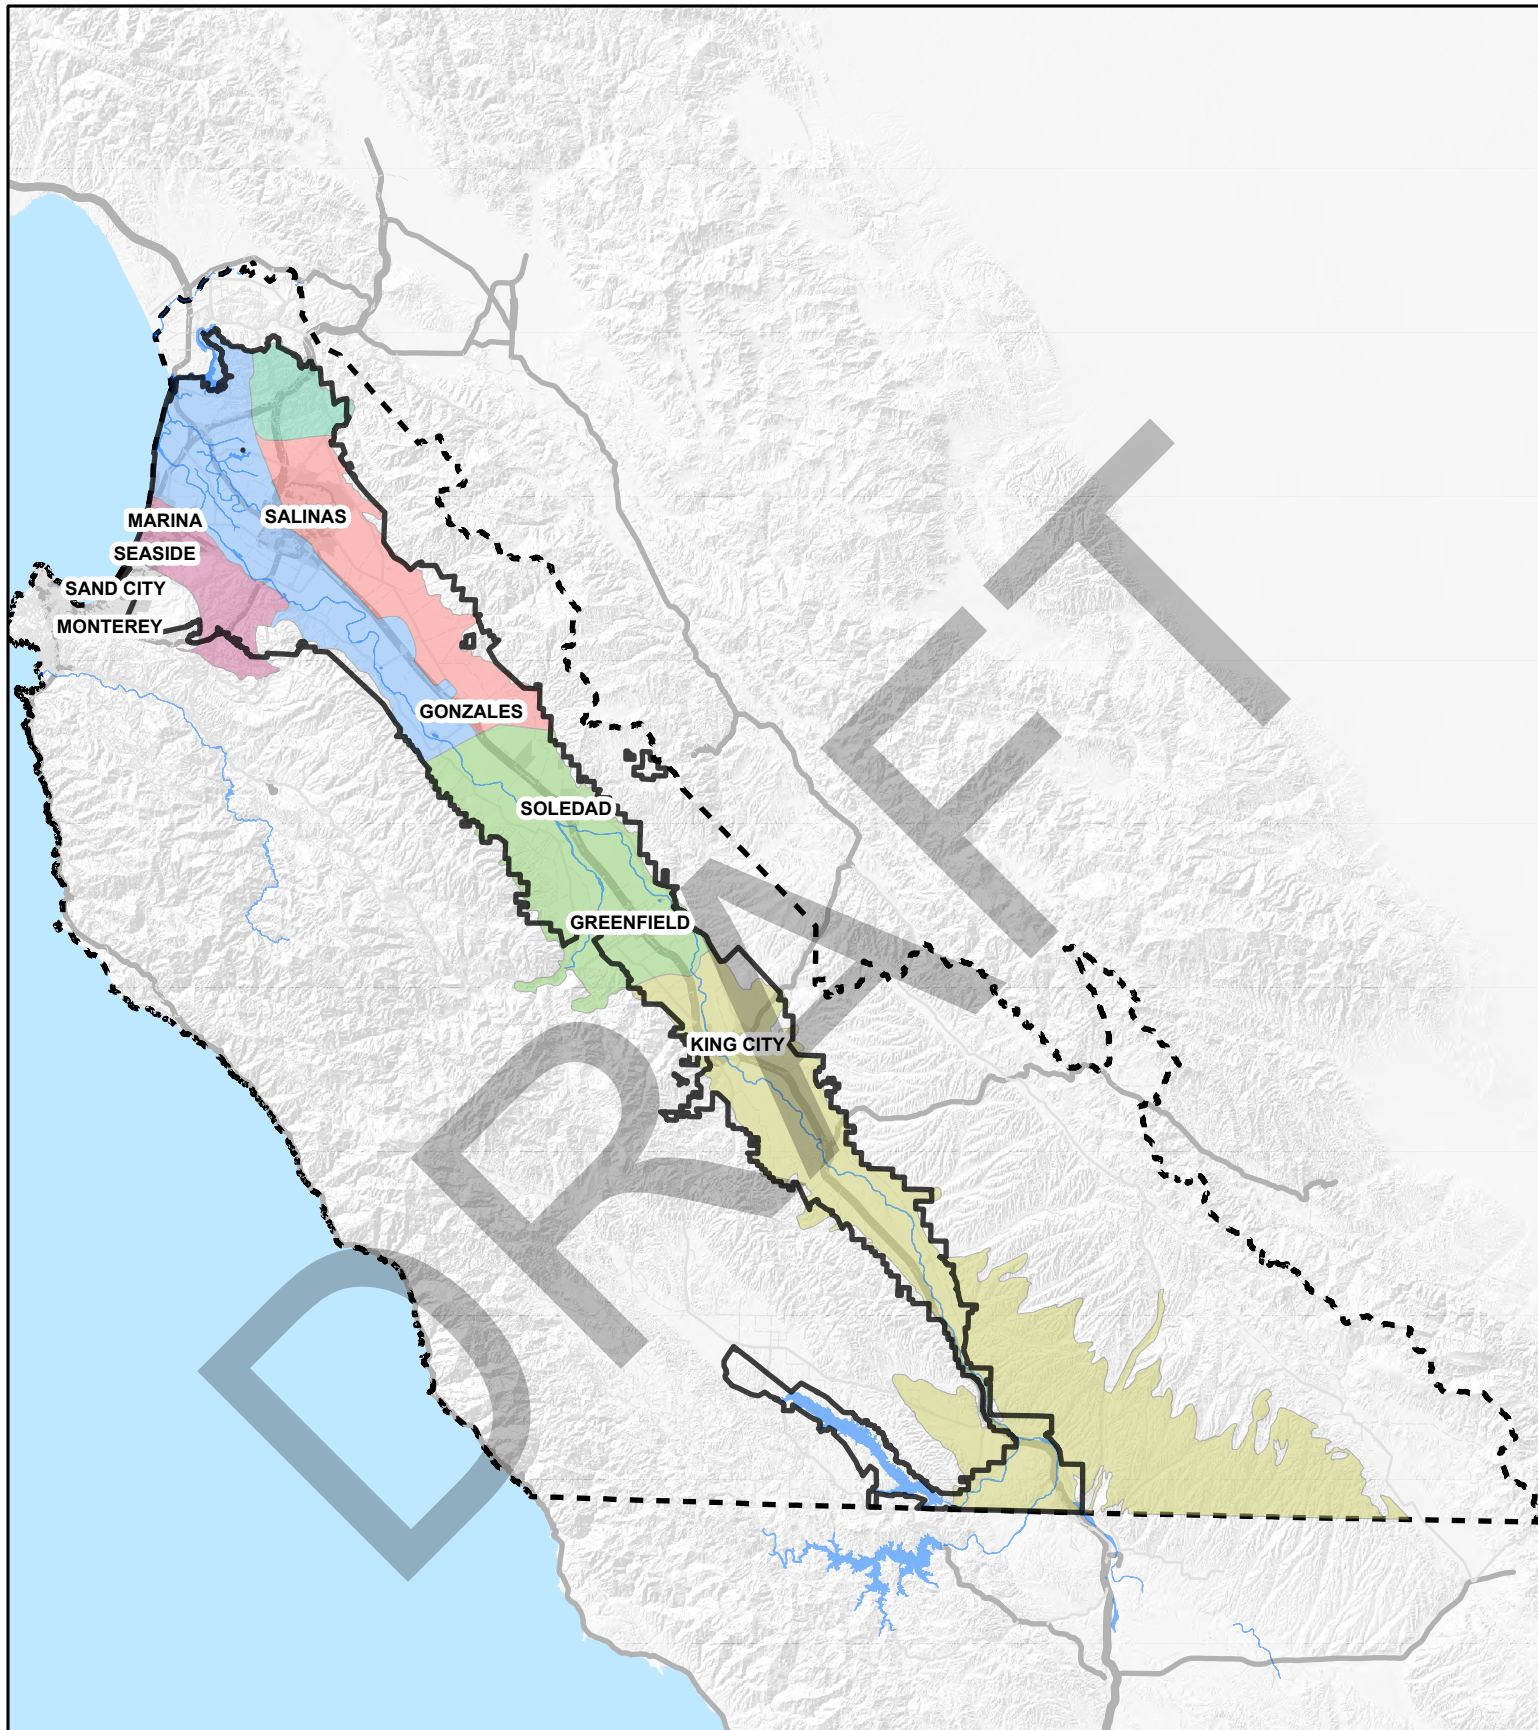 MARINA
SALINAS
SEASIDE
SAND CITY
MONTEREY
GONZALES
SOLEDAD
GREENFIELD
KING CITY
DRAFT